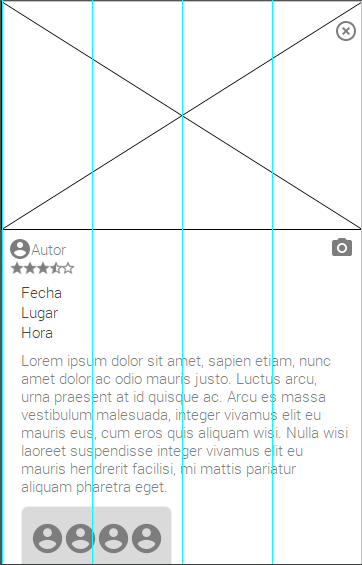 Autor
Fecha
Lugar
Hora
Lorem ipsum dolor sit amet, sapien etiam, nunc
amet dolor ac odio mauris justo. Luctus arcu,
urna praesent at id quisque ac. Arcu es massa
vestibulum malesuada, integer vivamus elit eu
mauris eus, cum eros quis aliquam wisi. Nulla wisi
laoreet suspendisse integer vivamus elit eu
mauris hendrerit facilisi, mi mattis pariatur
aliquam pharetra eget.